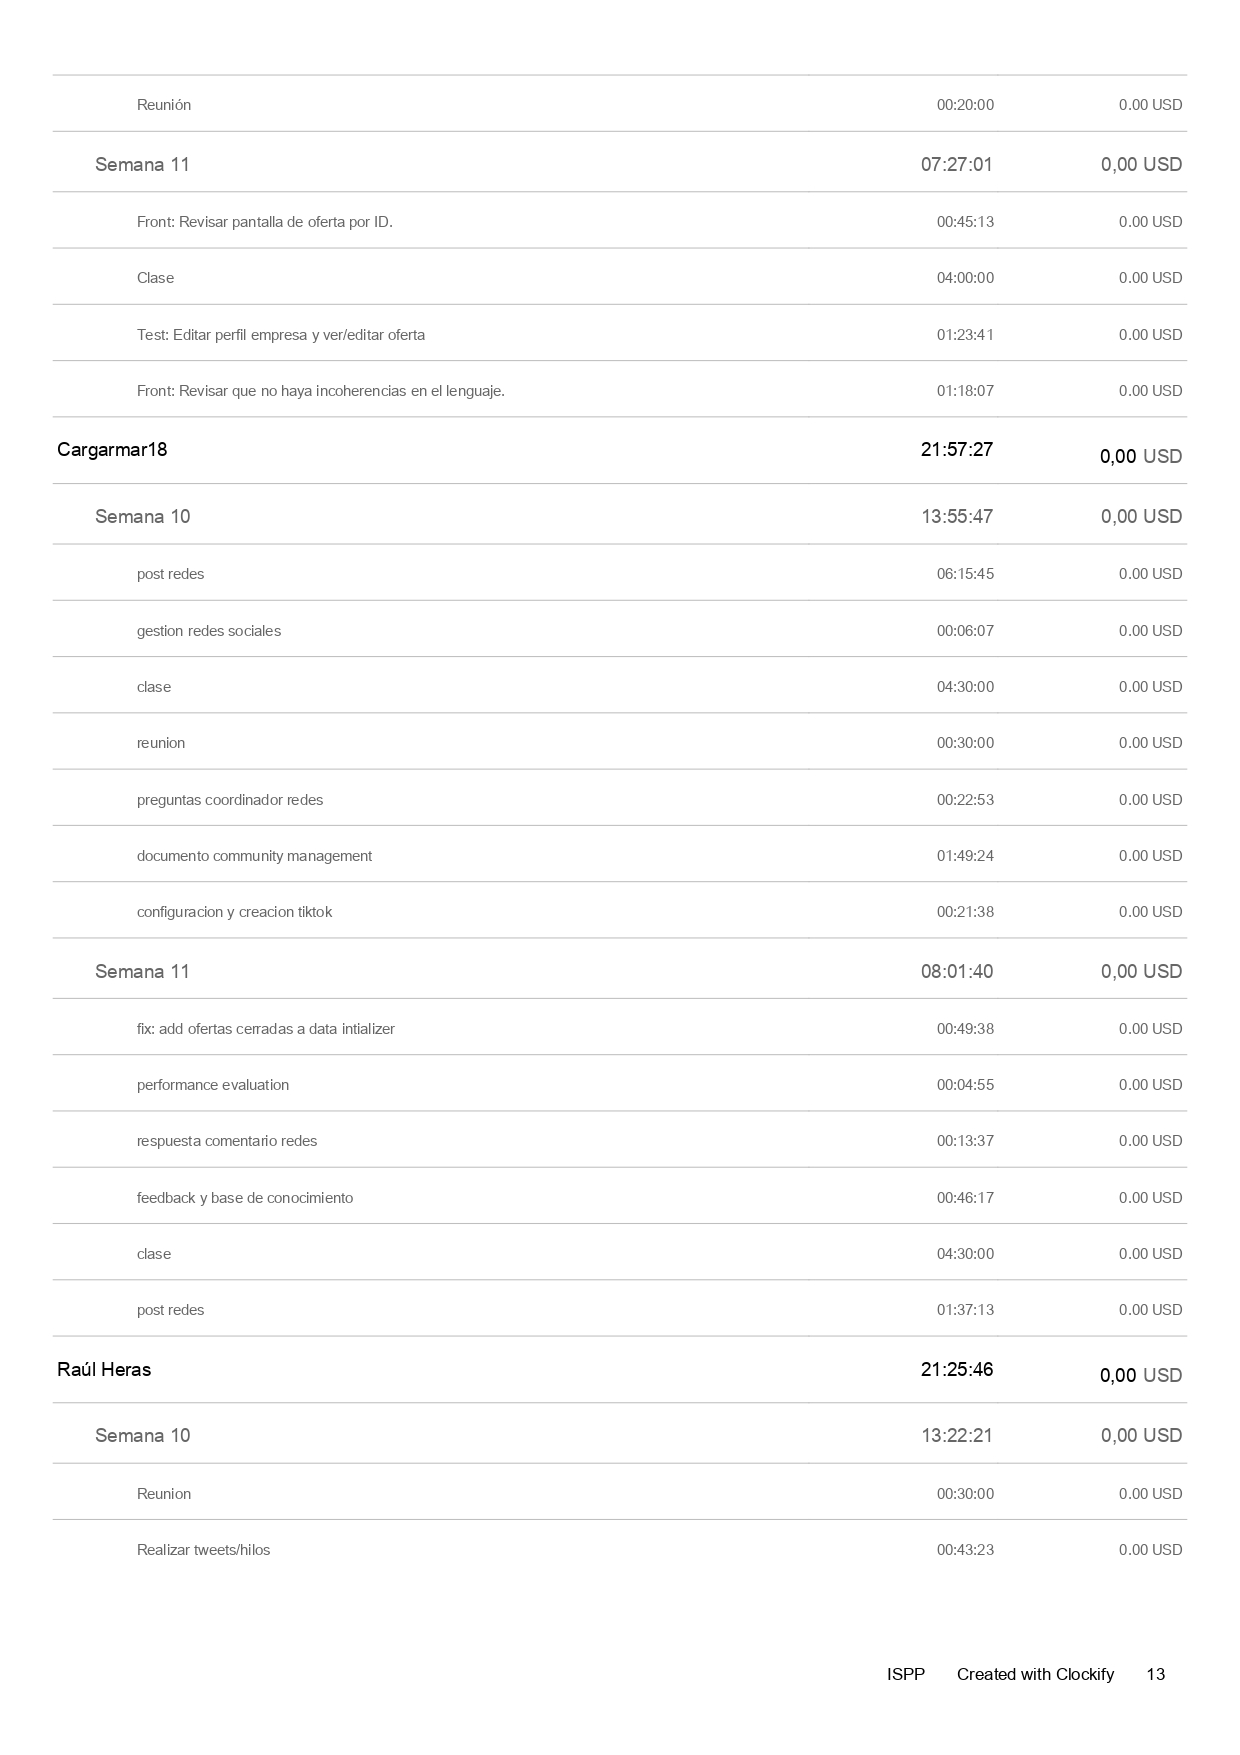 Reunión 00:20:00 0.00 USD
Semana 11 07:27:01 0,00 USD
Front: Revisar pantalla de oferta por ID. 00:45:13 0.00 USD
Clase 04:00:00 0.00 USD
Test: Editar perfil empresa y ver/editar oferta 01:23:41 0.00 USD
Front: Revisar que no haya incoherencias en el lenguaje. 01:18:07 0.00 USD
Cargarmar18 21:57:27 0,00 USD
Semana 10 13:55:47 0,00 USD
post redes 06:15:45 0.00 USD
gestion redes sociales 00:06:07 0.00 USD
clase 04:30:00 0.00 USD
reunion 00:30:00 0.00 USD
preguntas coordinador redes 00:22:53 0.00 USD
documento community management 01:49:24 0.00 USD
configuracion y creacion tiktok 00:21:38 0.00 USD
Semana 11 08:01:40 0,00 USD
fix: add ofertas cerradas a data intializer 00:49:38 0.00 USD
performance evaluation 00:04:55 0.00 USD
respuesta comentario redes 00:13:37 0.00 USD
feedback y base de conocimiento 00:46:17 0.00 USD
clase 04:30:00 0.00 USD
post redes 01:37:13 0.00 USD
Raúl Heras 21:25:46 0,00 USD
Semana 10 13:22:21 0,00 USD
Reunion 00:30:00 0.00 USD
Realizar tweets/hilos 00:43:23 0.00 USD
ISPP Created with Clockify 13